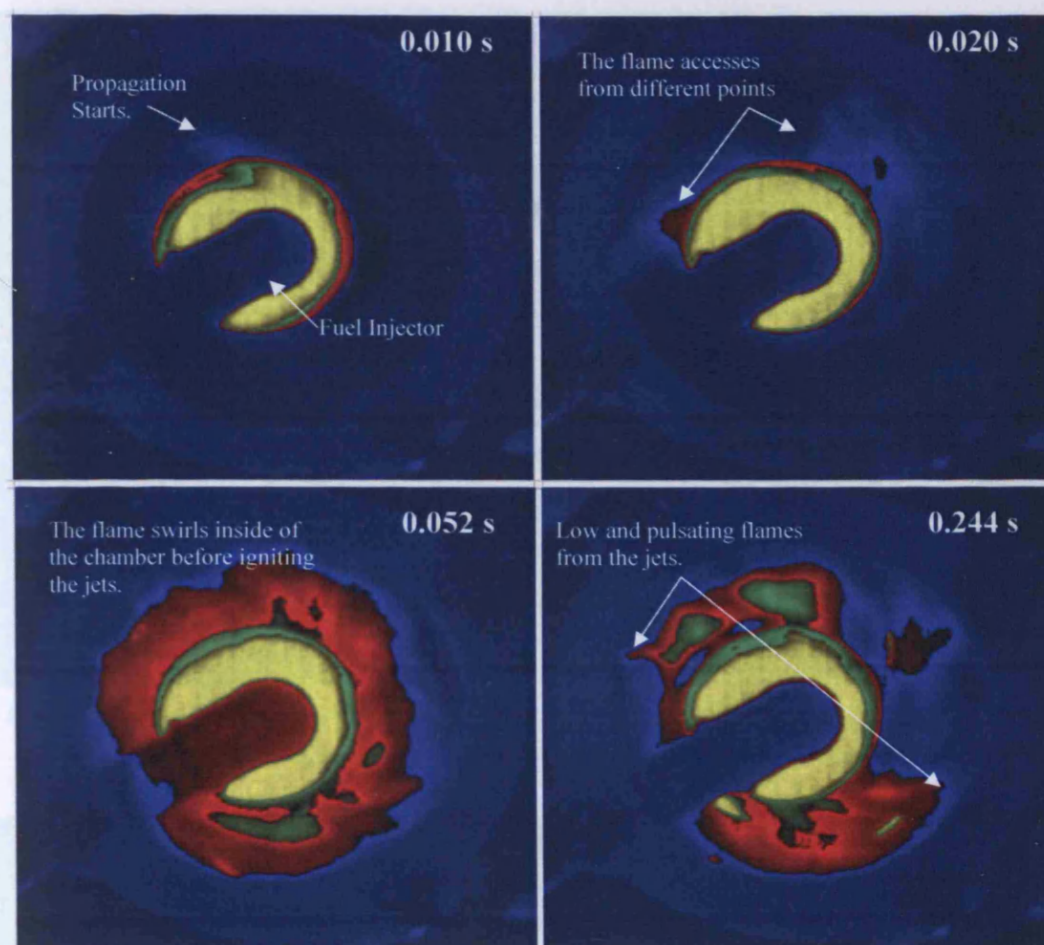 0.010 s
Propagation
Starts.
Fuel Injector
0.020 s
The flame accesses
from different points
0.052 s
The flame swirls inside of
the chamber before igniting
the jets.
0.244 s
Low and pulsating flames
from the jets.